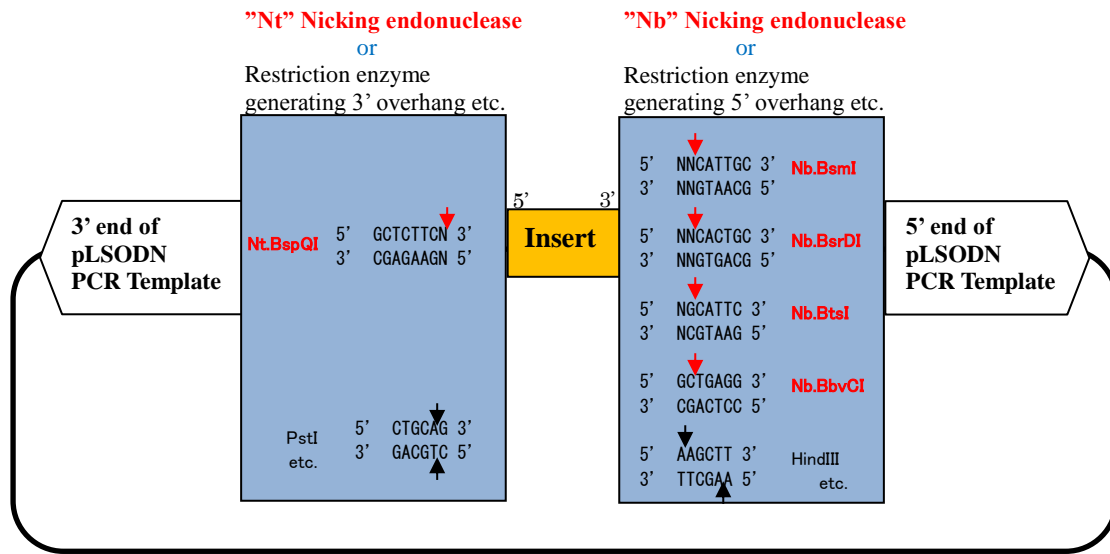 ”Nt” Nicking endonuclease
or
Restriction enzyme
generating 3’ overhang etc.
”Nb” Nicking endonuclease
or
Restriction enzyme
generating 5’ overhang etc.
3’ end of
pLSODN
PCR Template
Nt.BspQI
5’ GCTCTTCN 3’
3’ CGAGAAGN 5’
PstI
etc.
5’ CTGCAG 3’
3’ GACGTC 5’
5’ 3’
Insert
5’ NNCATTGC 3’ Nb.BsmI
3’ NNGTAACG 5’
5’ NNCACTGC 3’ Nb.BsrDI
3’ NNGTGACG 5’
5’ NGCATTC 3’ Nb.BtsI
3’ NCGTAAG 5’
5’ GCTGAGG 3’ Nb.BbvCI
3’ CGACTCC 5’
5’ AAGCTT 3’ HindIII
3’ TTCGAA 5’ etc.
5’ end of
pLSODN
PCR Template